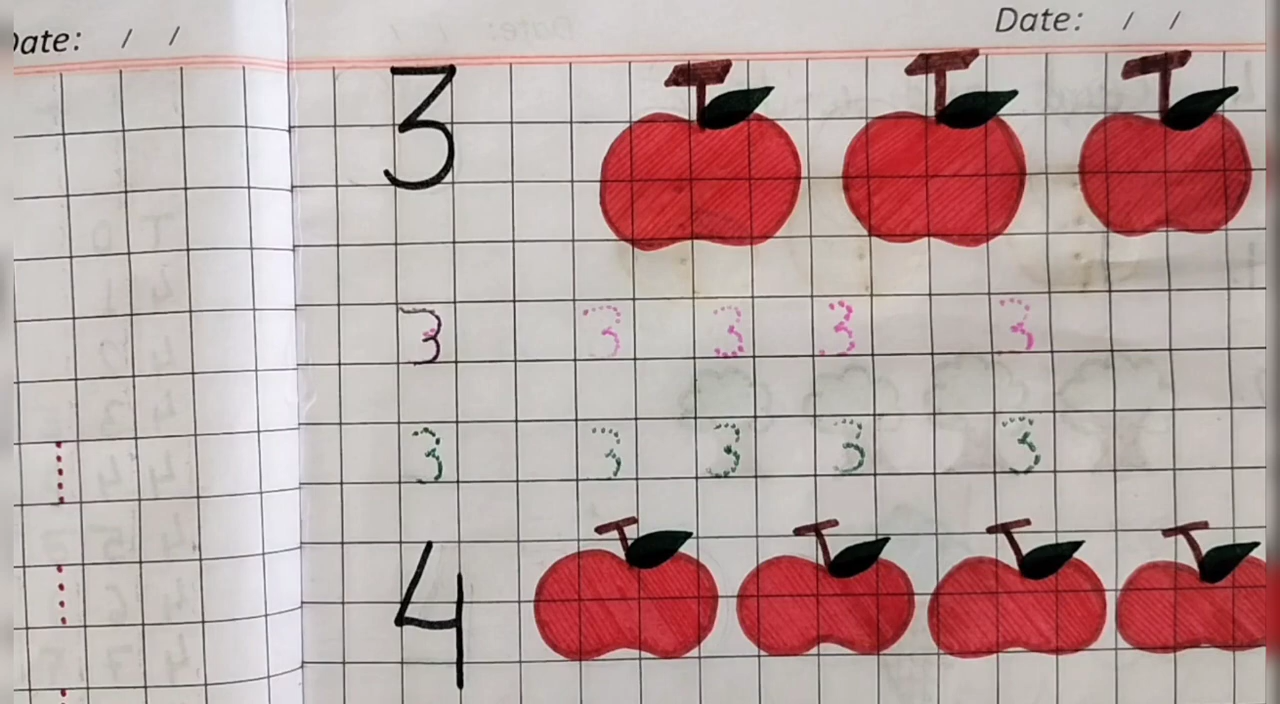 Date: / /
Date: / /
3
3 3 3 3 3
3 3 3 3 3
4